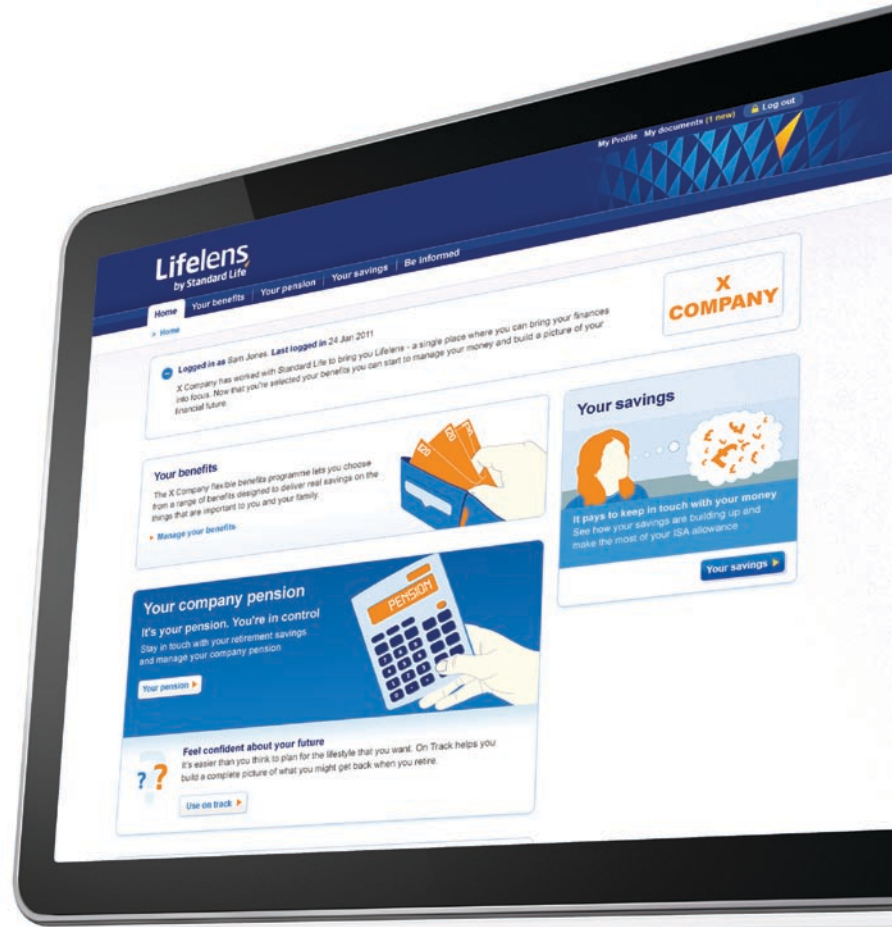 My Profile My documents (1 new) Log out
Lifelens
by Standard Life
Home Your benefits Your pension Your savings Be informed
> Home
Logged in as Sam Jones. Last logged in 24 Jan 2011
X Company has worked with Standard Life to bring you Lifelens - a single place where you can bring your finances
into focus. Now that you're selected your benefits you can start to manage your money and build a picture of your
financial future.
X
COMPANY
Your benefits
The X Company flexible benefits programme lets you choose
from a range of benefits designed to deliver real savings on the
things that are important to you and your family.
Manage your benefits
£20 £20
Your savings
It pays to keep in touch with your money
See how your savings are building up and
make the most of your ISA allowance
Your savings
Your company pension
It's your pension. You're in control
Stay in touch with your retirement savings
and manage your company pension
Your pension
PENSION
Feel confident about your future
It's easier than you think to plan for the lifestyle that you want. On Track helps you
build a complete picture of what you might get back when you retire.
? ?
Use on track